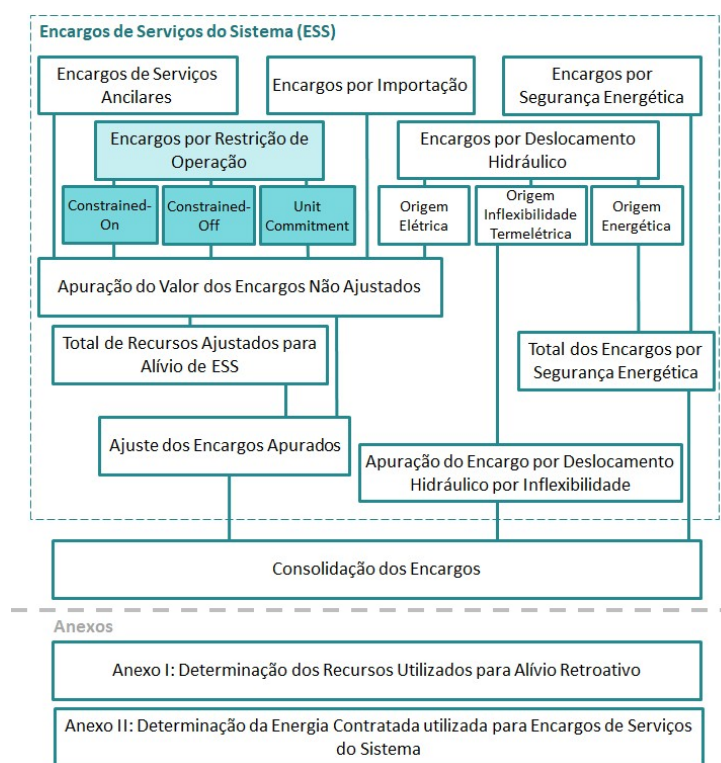 Encargos de Serviços do Sistema (ESS)
Encargos de Serviços
Ancilares
Encargos por Importação
Encargos por
Segurança Energética
Encargos por Restrição de
Operação
Encargos por Deslocamento
Hidráulico
Constrained-
On
Constrained-
Off
Unit
Commitment
Origem
Elétrica
Origem
Inflexibilidade
Termelétrica
Origem
Energética
Apuração do Valor dos Encargos Não Ajustados
Total de Recursos Ajustados para
Alívio de ESS
Total dos Encargos por
Segurança Energética
Ajuste dos Encargos Apurados
Apuração do Encargo por Deslocamento
Hidráulico por Inflexibilidade
Consolidação dos Encargos
Anexos
Anexo I: Determinação dos Recursos Utilizados para Alívio Retroativo
Anexo II: Determinação da Energia Contratada utilizada para Encargos de Serviços
do Sistema